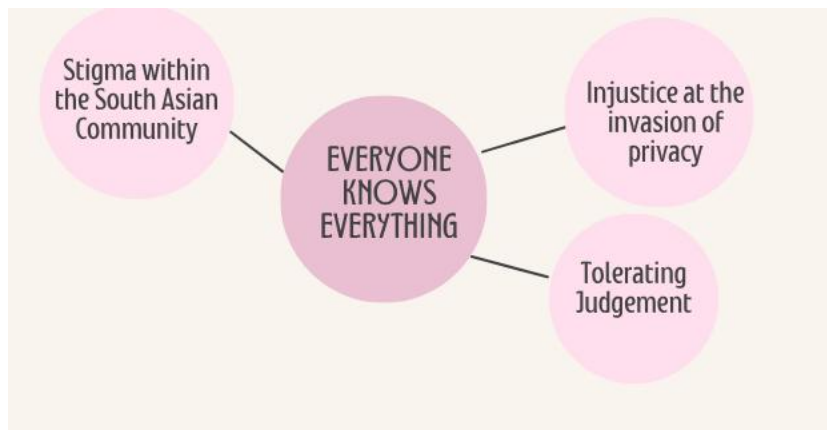 Stigma within
the South Asian
Community
EVERYONE
KNOWS
EVERYTHING
Injustice at the
invasion of
privacy
Tolerating
Judgement